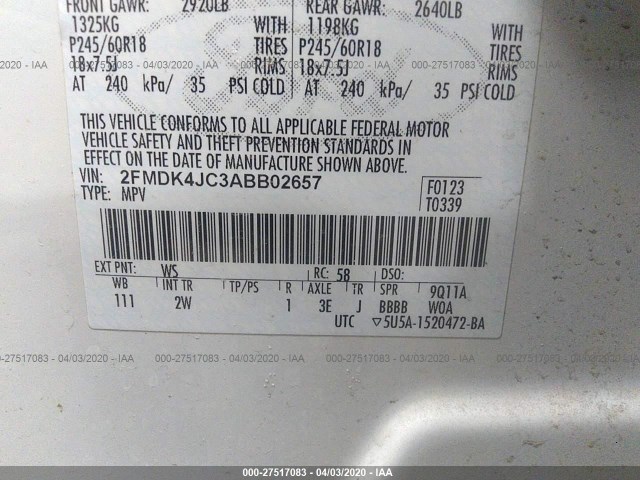 FRONT GAWR: 2920LB REAR GAWR: 2640LB
1325KG WITH 1198KG WITH
P245/60R18 TIRES P245/60R18 TIRES
18x7.5J RIMS 18x7.5J RIMS
AT 240 kPa/ 35 PSI COLD AT 240 kPa/ 35 PSI COLD
THIS VEHICLE CONFORMS TO ALL APPLICABLE FEDERAL MOTOR
VEHICLE SAFETY AND THEFT PREVENTION STANDARDS IN
EFFECT ON THE DATE OF MANUFACTURE SHOWN ABOVE.
VIN: 2FMDK4JC3ABB02657
TYPE: MPV
F0123
T0339
EXT PNT: WS RC: 58 DSO:
WB INT TR TP/PS R AXLE TR SPR 9Q11A
111 2W 1 3E J BBBB WOA
UTC ▽5U5A-1520472-BA
000-27517083 - 04/03/2020 - IAA